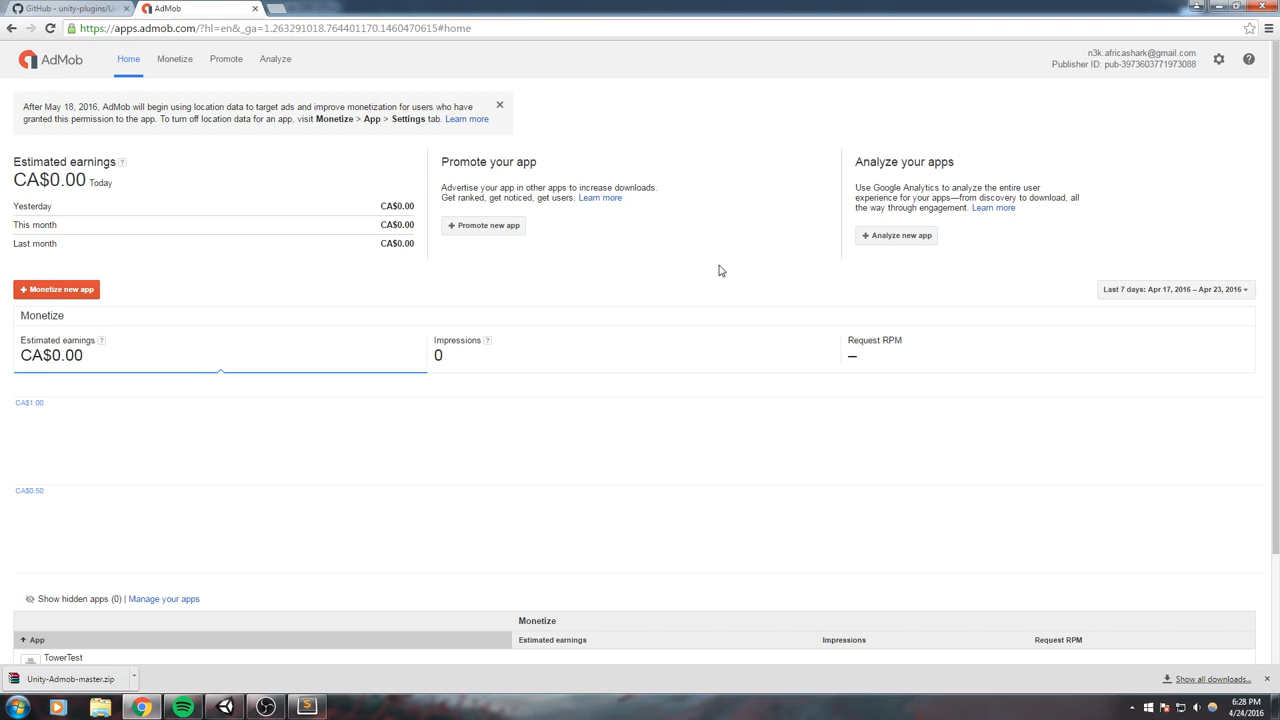 GitHub - unity-plugins/Un
AdMob
https://apps.admob.com/?hl=en&_ga=1.263291018.764401170.1460470615#home
AdMob
Home
Monetize
Promote
Analyze
n3k.africashark@gmail.com
Publisher ID: pub-3973603771973088
After May 18, 2016, AdMob will begin using location data to target ads and improve monetization for users who have
granted this permission to the app. To turn off location data for an app, visit Monetize > App > Settings tab. Learn more
Estimated earnings ?
CA$0.00 Today
Yesterday CA$0.00
This month CA$0.00
Last month CA$0.00
Promote your app
Advertise your app in other apps to increase downloads.
Get ranked, get noticed, get users. Learn more
+ Promote new app
Analyze your apps
Use Google Analytics to analyze the entire user
experience for your apps—from discovery to download, all
the way through engagement. Learn more
+ Analyze new app
+ Monetize new app
Last 7 days: Apr 17, 2016 – Apr 23, 2016
Monetize
Estimated earnings ?
CA$0.00
Impressions ?
0
Request RPM
–
CA$1.00
CA$0.50
Show hidden apps (0) | Manage your apps
Monetize
App
Estimated earnings
Impressions
Request RPM
TowerTest
Unity-Admob-master.zip
Show all downloads...
6:28 PM
4/24/2016